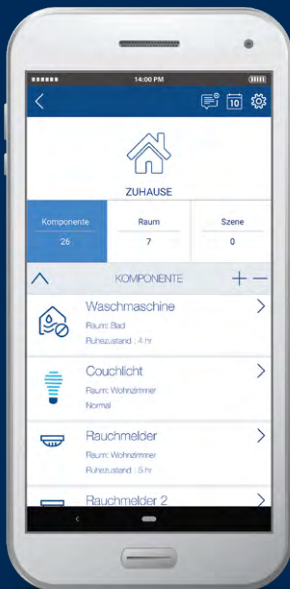 14:00 PM
10
ZUHAUSE
Komponente
Raum
Szene
26
7
0
KOMPONENTE
Waschmaschine
Raum: Bad
Ruhezustand : 4 hr
Couchlicht
Raum: Wohnzimmer
Normal
Rauchmelder
Raum: Wohnzimmer
Ruhezustand : 5 hr
Rauchmelder 2